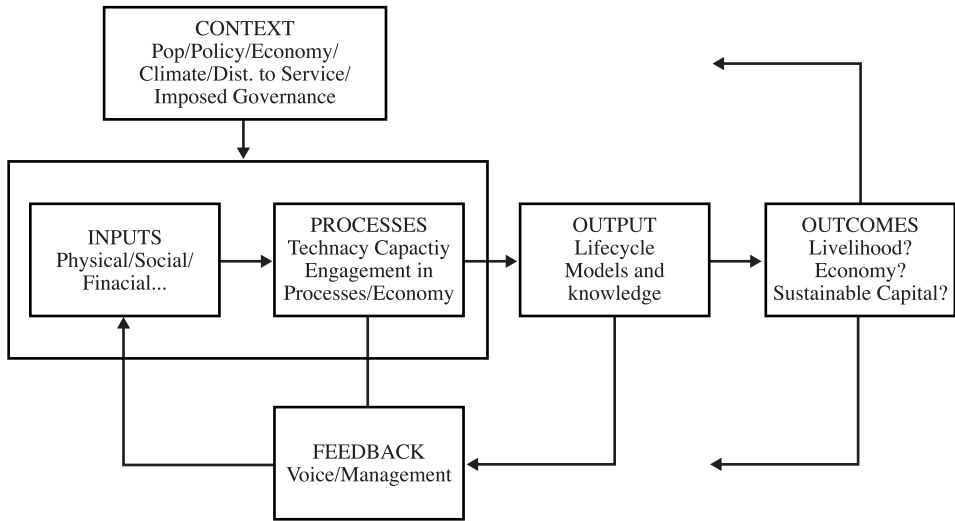 CONTEXT
Pop/Policy/Economy/
Climate/Dist. to Service/
Imposed Governance
INPUTS
Physical/Social/
Finacial...
PROCESSES
Technacy Capactiy
Engagement in
Processes/Economy
OUTPUT
Lifecycle
Models and
knowledge
OUTCOMES
Livelihood?
Economy?
Sustainable Capital?
FEEDBACK
Voice/Management